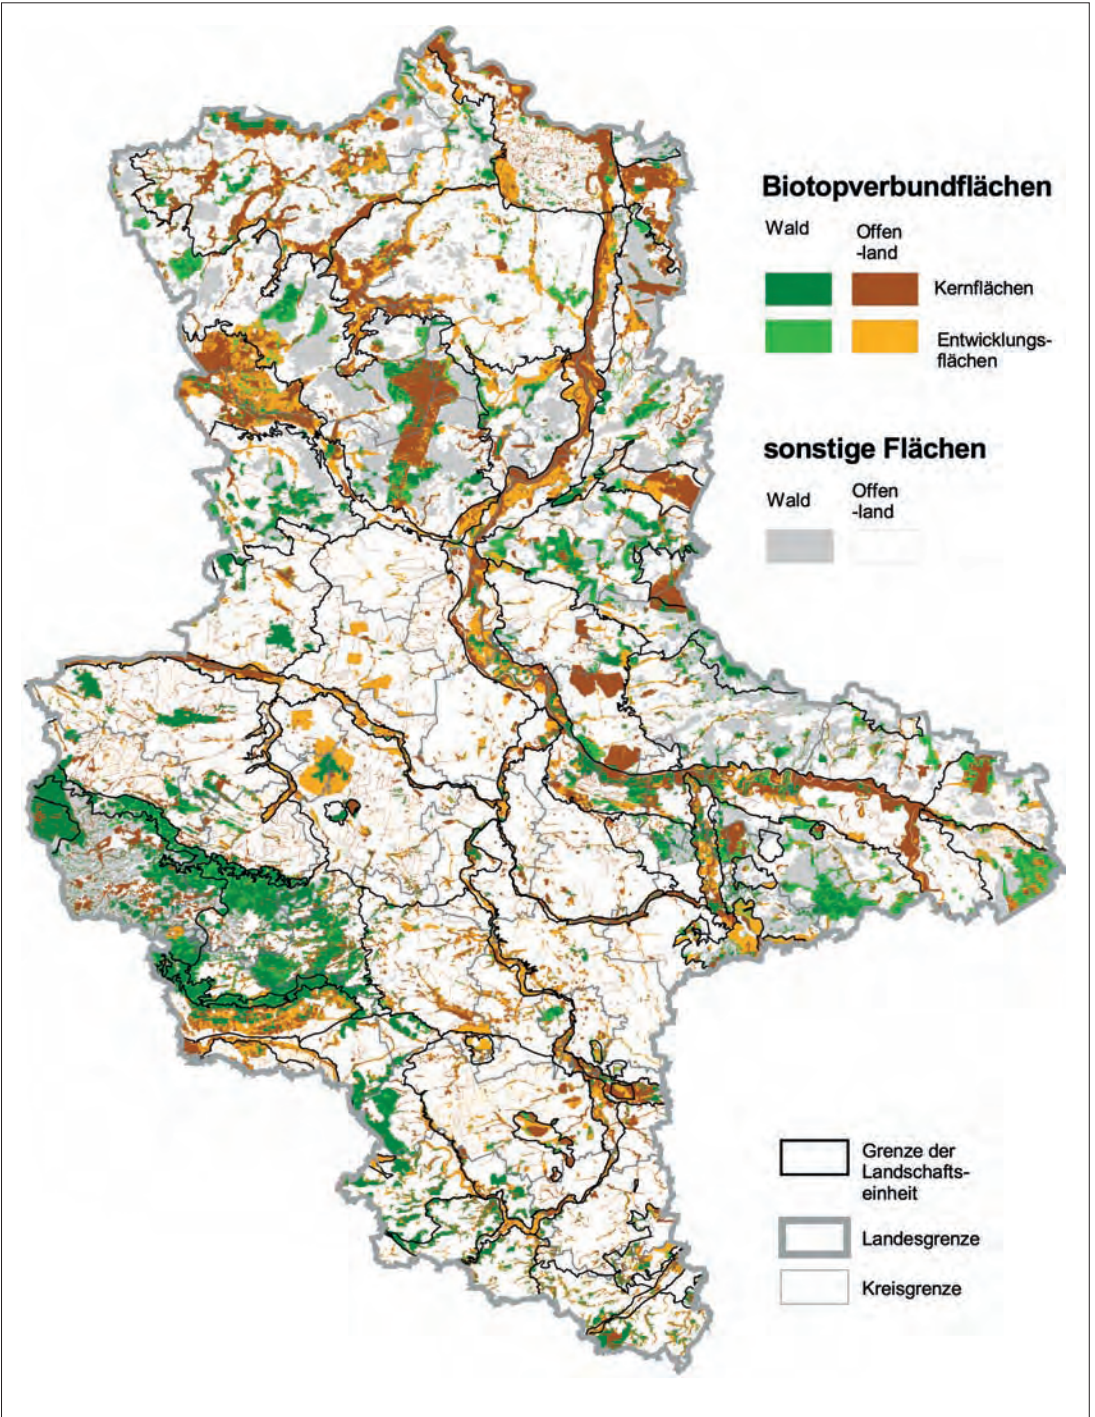 Biotopverbundflächen
Wald
Offen
-land
Kernflächen
Entwicklungs-
flächen
sonstige Flächen
Wald
Offen
-land
Grenze der
Landschafts-
einheit
Landesgrenze
Kreisgrenze